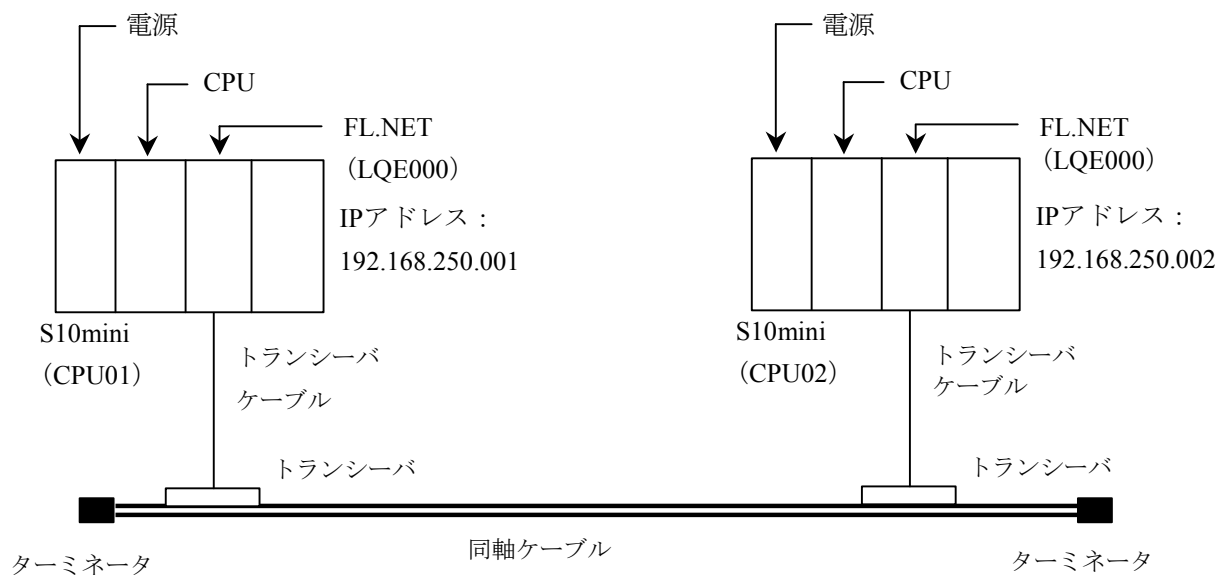 電源
CPU
FL.NET
（LQE000）
IPアドレス：
192.168.250.001
S10mini
（CPU01）
トランシーバ
ケーブル
トランシーバ
ターミネータ
同軸ケーブル
電源
CPU
FL.NET
（LQE000）
IPアドレス：
192.168.250.002
S10mini
（CPU02）
トランシーバ
ケーブル
トランシーバ
ターミネータ